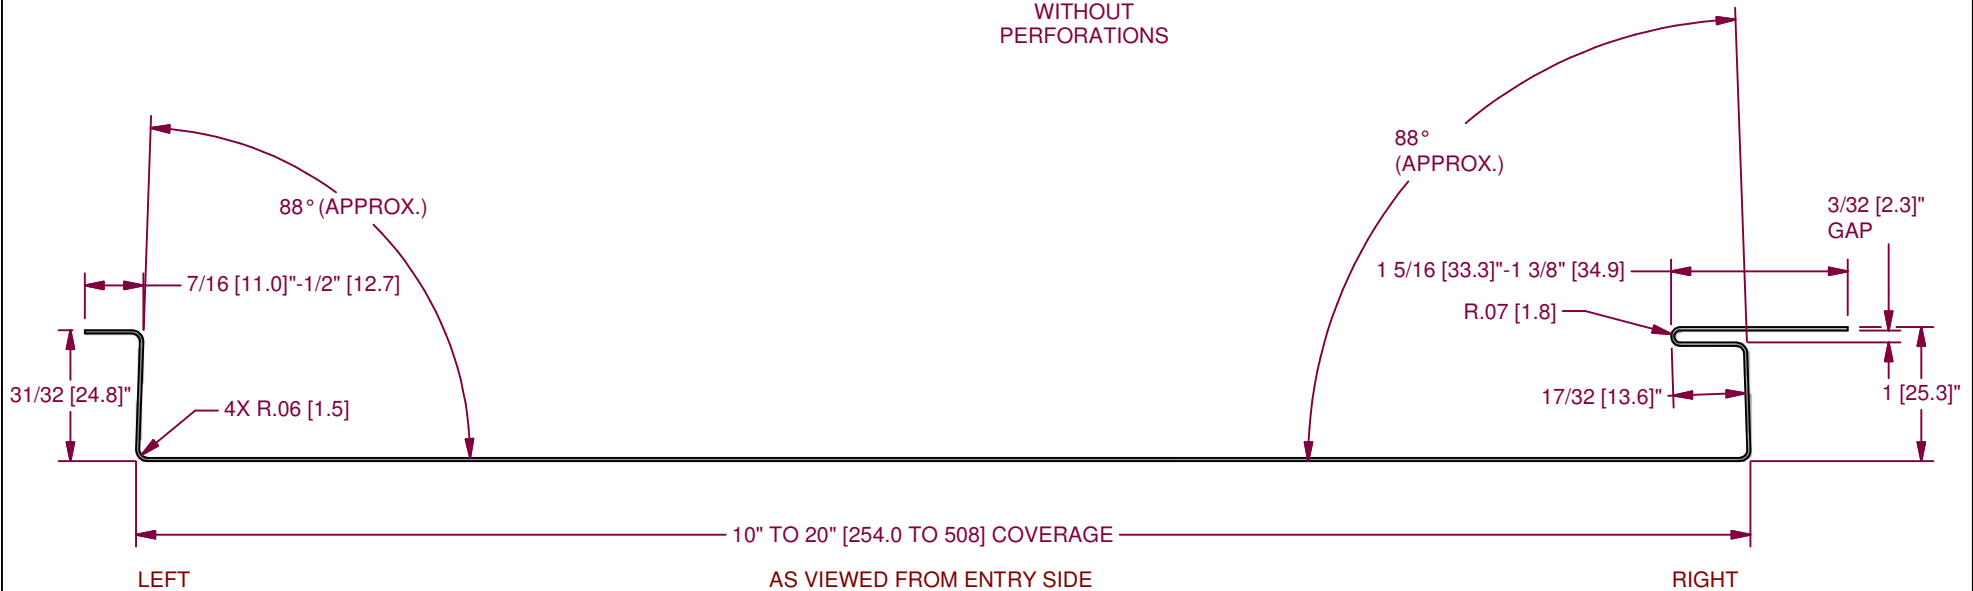 WITHOUT
PERFORATIONS
88°
(APPROX.)
88° (APPROX.)
3/32 [2.3]"
GAP
7/16 [11.0]"-1/2" [12.7]
1 5/16 [33.3]"-1 3/8" [34.9]
R.07 [1.8]
31/32 [24.8]"
4X R.06 [1.5]
17/32 [13.6]"
1 [25.3]"
10" TO 20" [254.0 TO 508] COVERAGE
LEFT
AS VIEWED FROM ENTRY SIDE
RIGHT